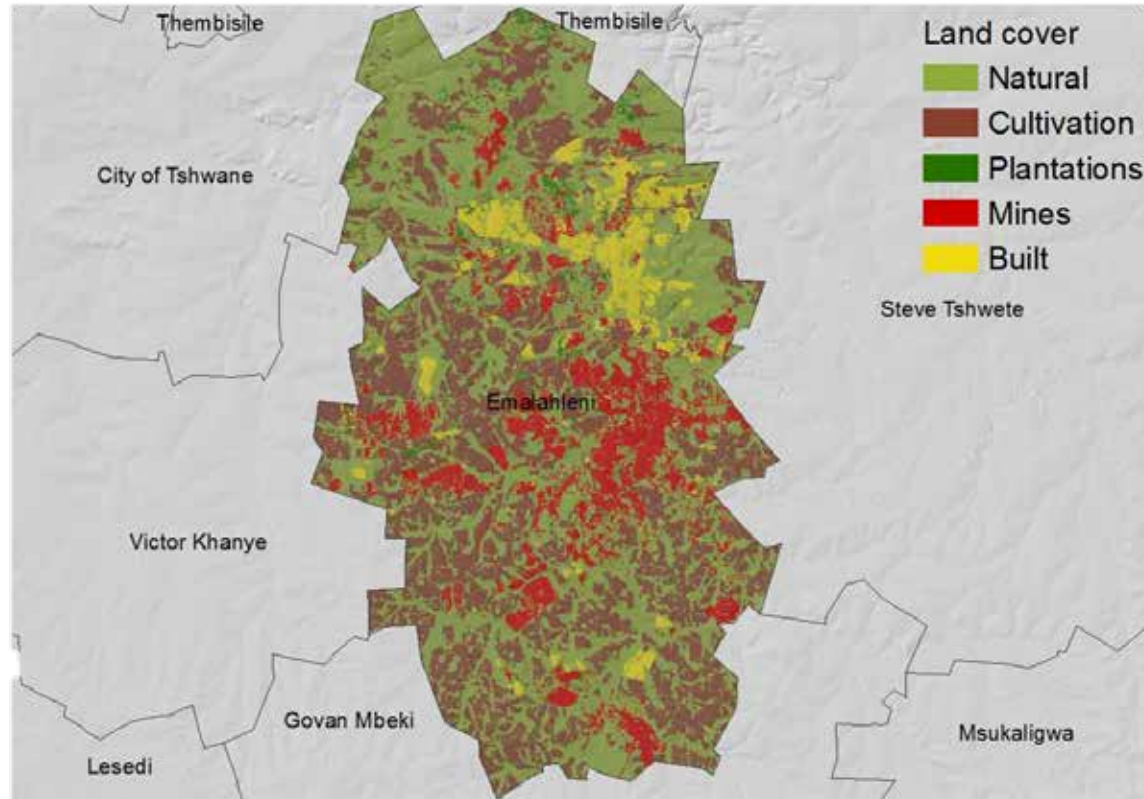 Thembisile
Thembisile
Land cover
Natural
Cultivation
Plantations
Mines
Built
City of Tshwane
Steve Tshwete
Emalahleni
Victor Khanye
Govan Mbeki
Msukaligwa
Lesedi